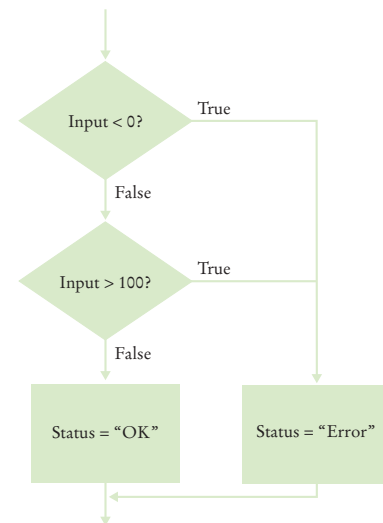 Input < 0?
True
False
Input > 100?
True
False
Status = “OK”
Status = “Error”